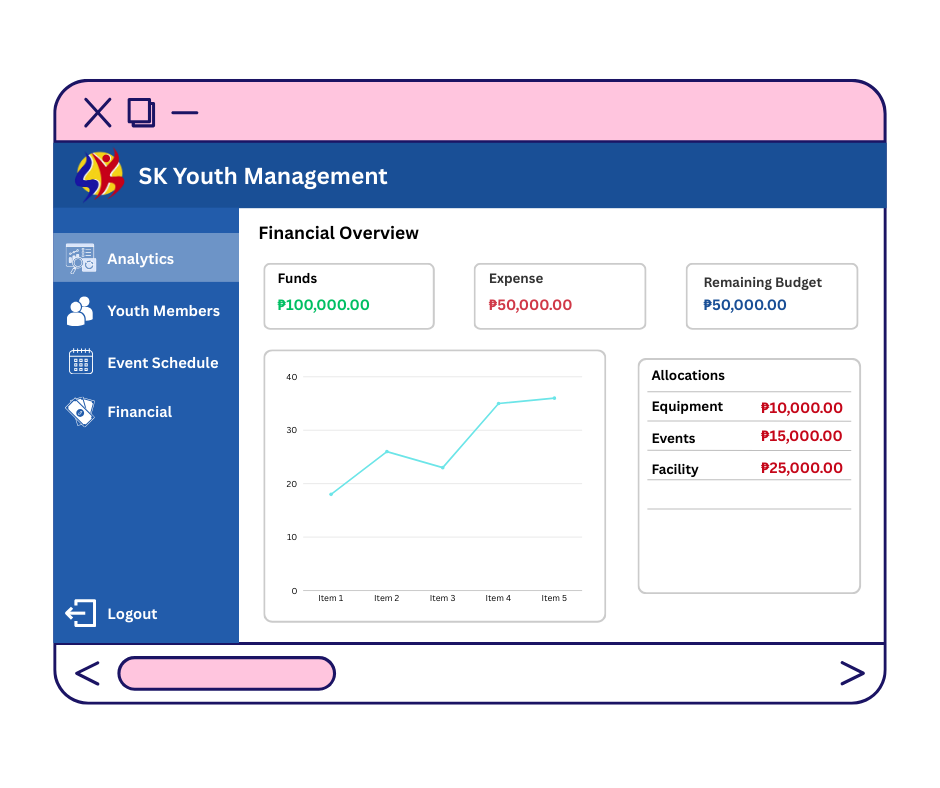 SK Youth Management
Analytics
Youth Members
Event Schedule
Financial
Logout
Financial Overview
Funds
₱100,000.00
Expense
₱50,000.00
Remaining Budget
₱50,000.00
40
30
20
10
0
Item 1 Item 2 Item 3 Item 4 Item 5
Allocations
Equipment ₱10,000.00
Events ₱15,000.00
Facility ₱25,000.00